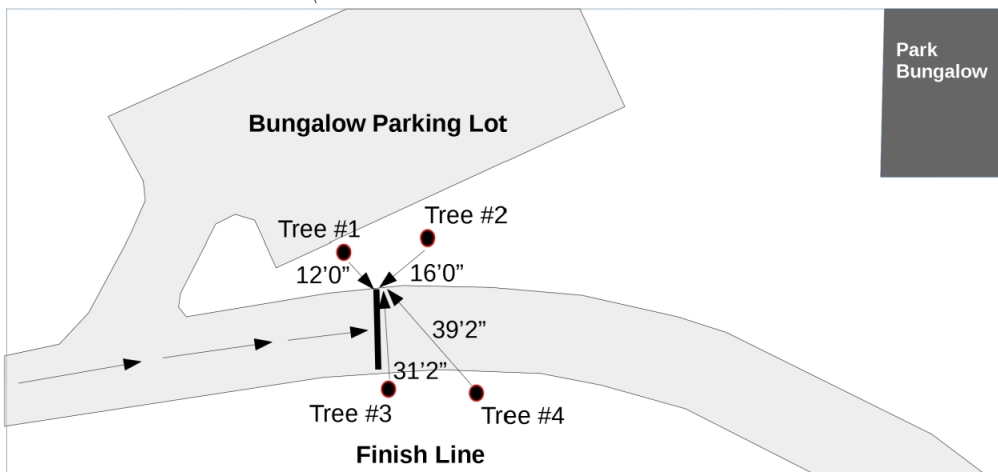 Park
Bungalow
Bungalow Parking Lot
Tree #1
Tree #2
12’0”
16’0”
39’2”
31’2”
Tree #3
Tree #4
Finish Line